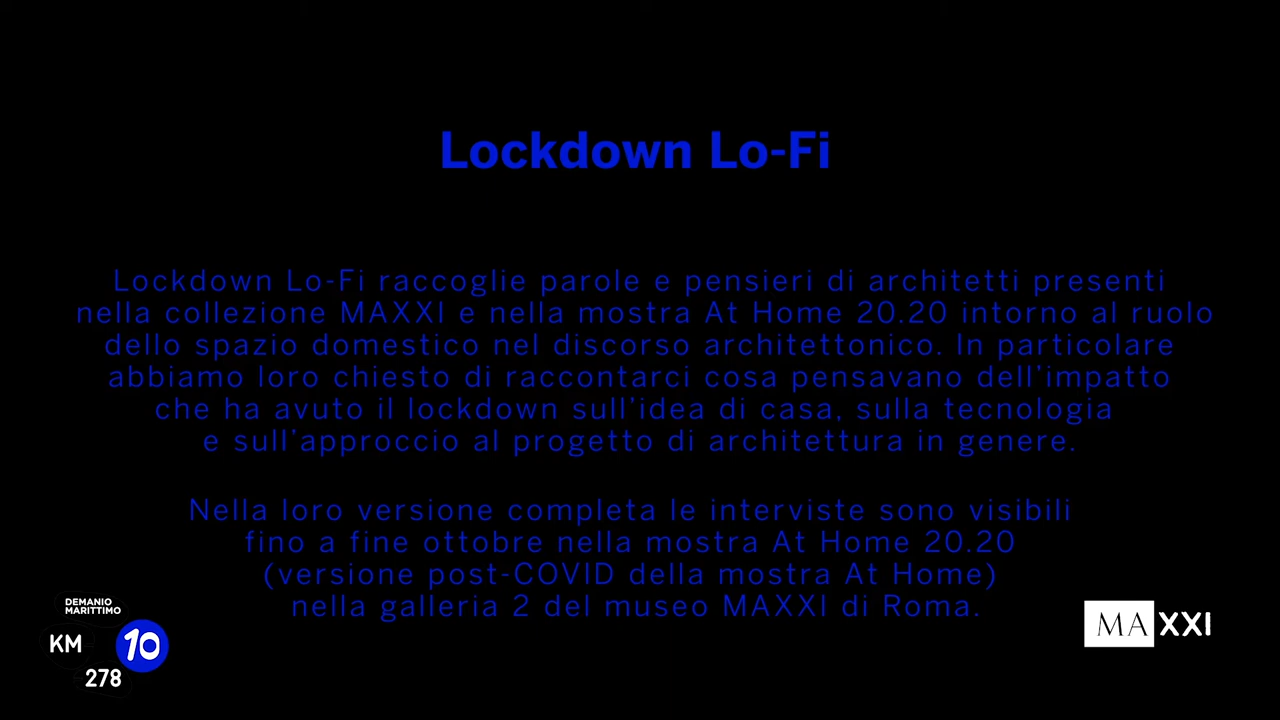 Lockdown Lo-Fi
Lockdown Lo-Fi raccoglie parole e pensieri di architetti presenti
nella collezione MAXXI e nella mostra At Home 20.20 intorno al ruolo
dello spazio domestico nel discorso architettonico. In particolare
abbiamo loro chiesto di raccontarci cosa pensavano dell'impatto
che ha avuto il lockdown sull'idea di casa, sulla tecnologia
e sull'approccio al progetto di architettura in genere.
Nella loro versione completa le interviste sono visibili
fino a fine ottobre nella mostra At Home 20.20
(versione post-COVID della mostra At Home)
nella galleria 2 del museo MAXXI di Roma.
DEMANIO
MARITTIMO
KM 10
278
MAXXI